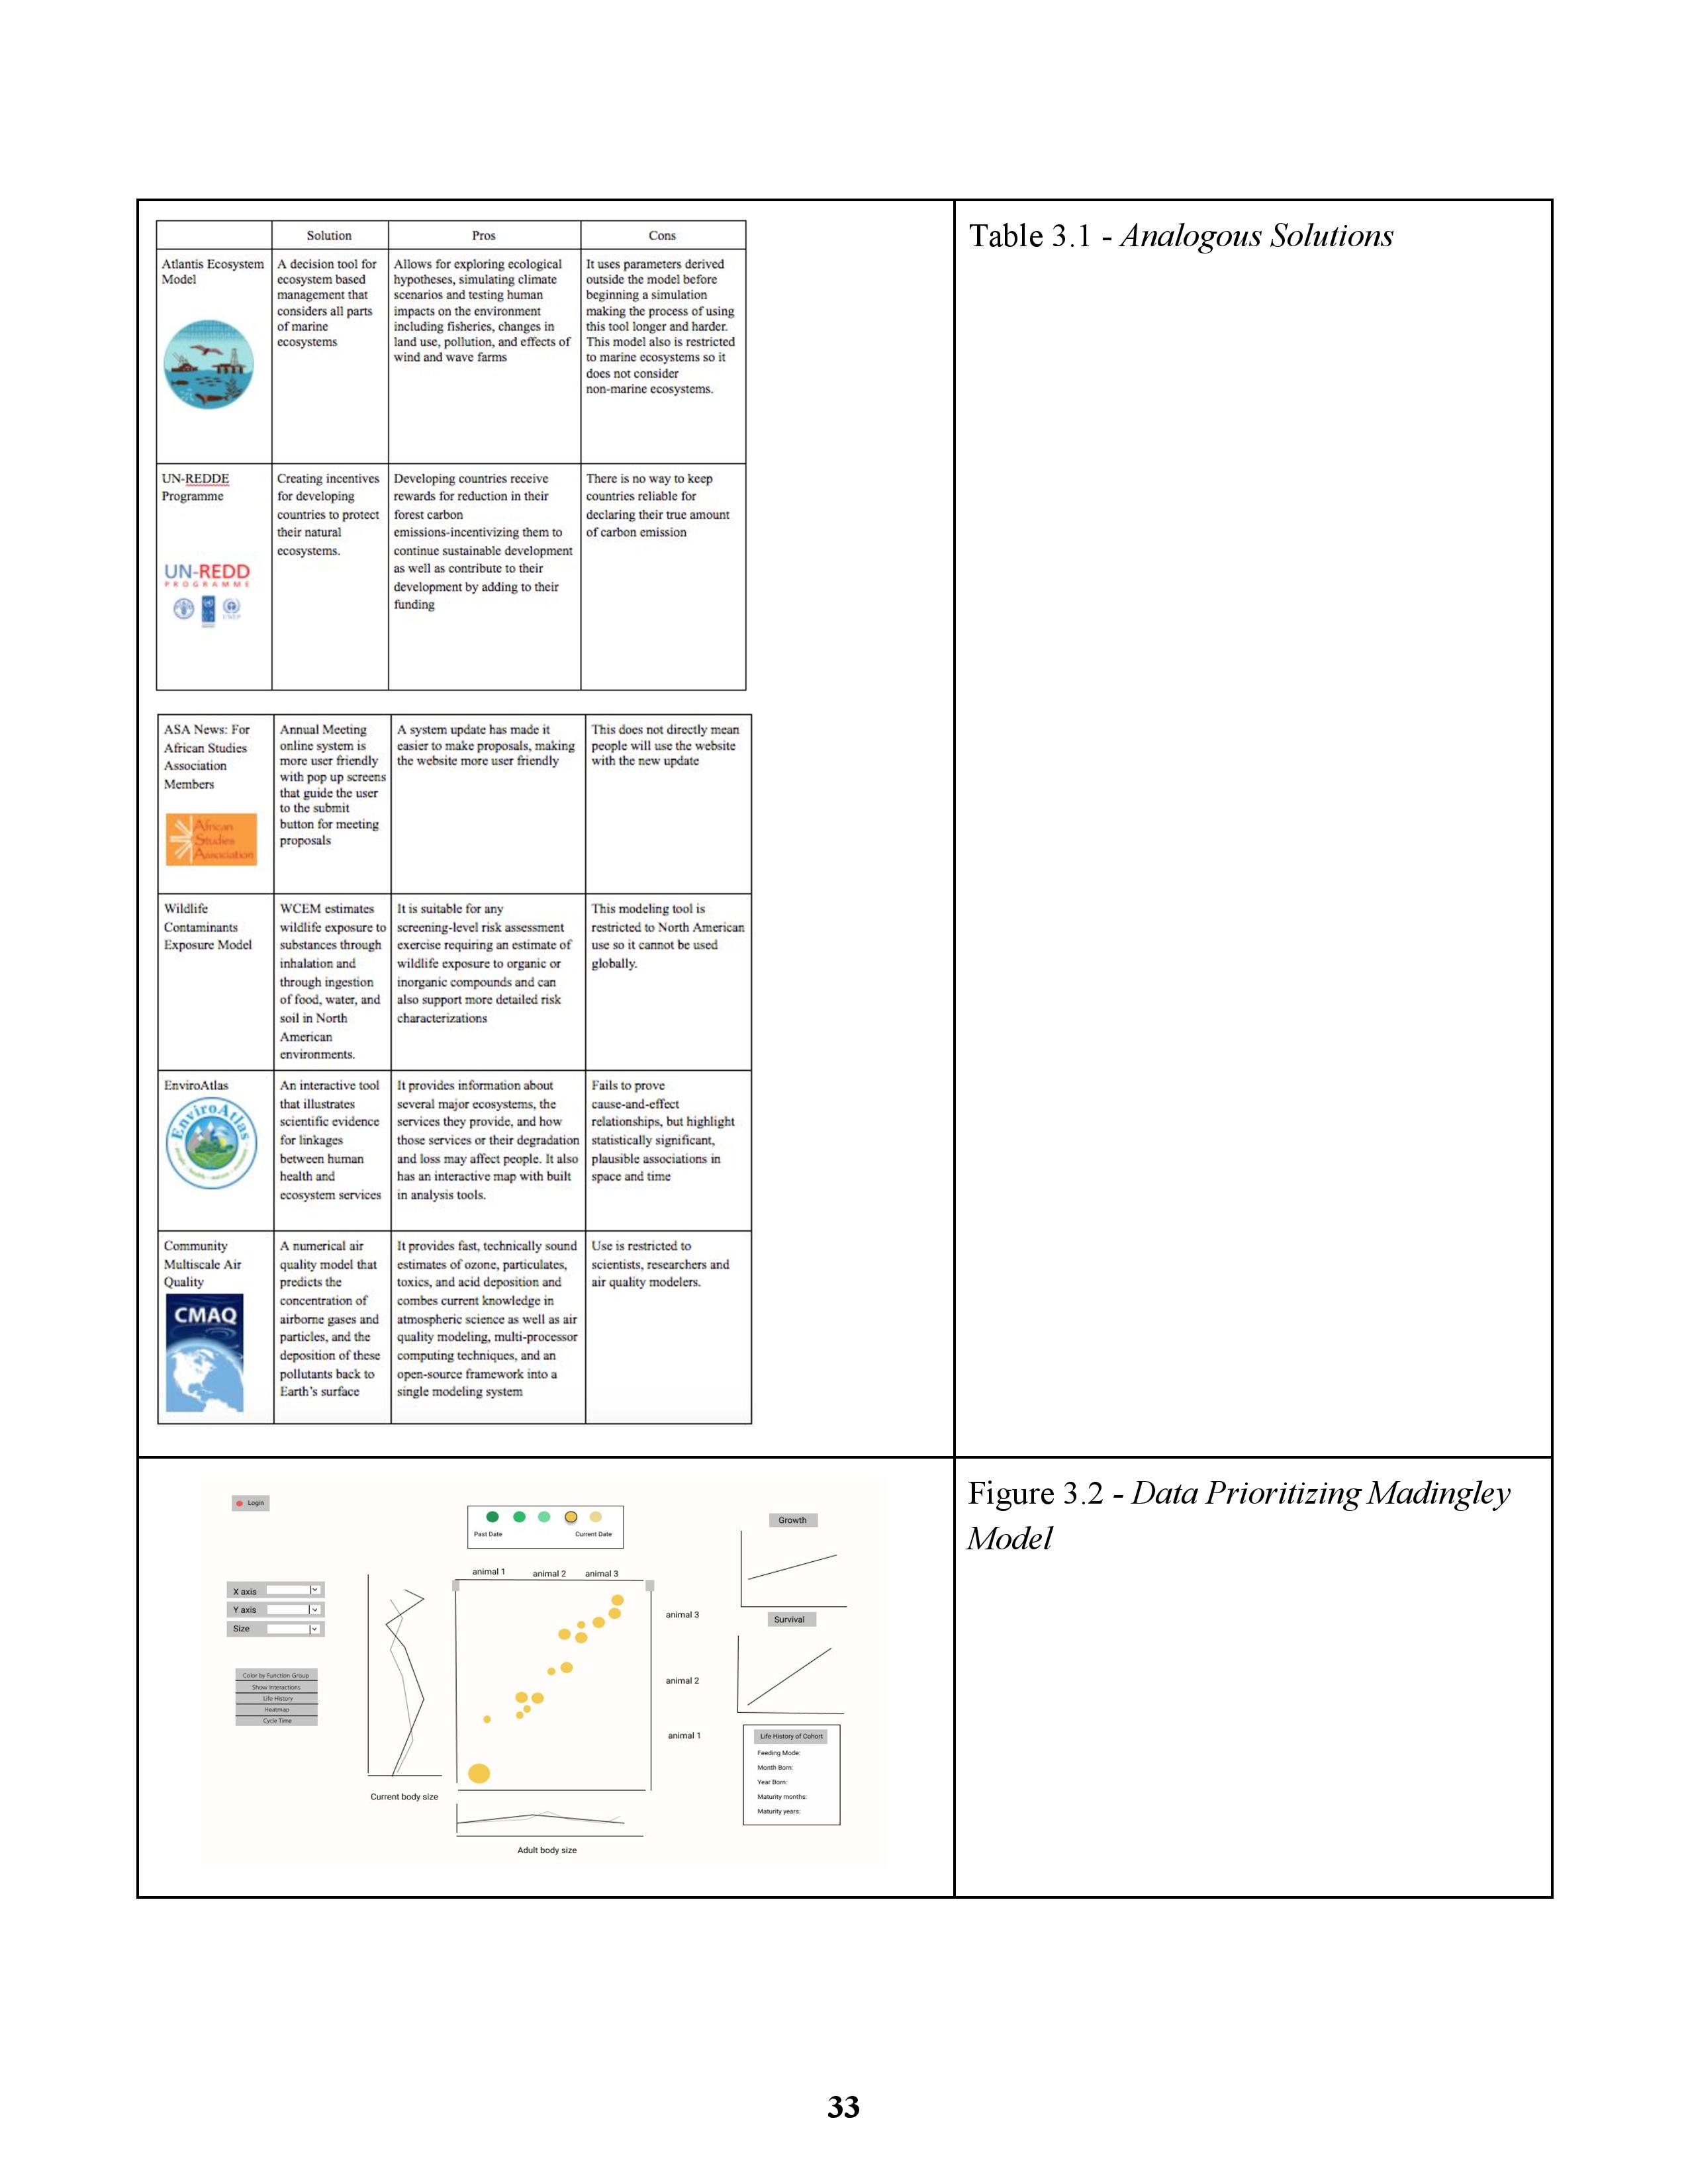 Solution Pros Cons
Atlantis Ecosystem
Model
A decision tool for
ecosystem based
management that
considers all parts
of marine
ecosystems
Allows for exploring ecological
hypotheses, simulating climate
scenarios and testing human
impacts on the environment
including fisheries, changes in
land use, pollution, and effects of
wind and wave farms
It uses parameters derived
outside the model before
beginning a simulation
making the process of using
this tool longer and harder.
This model also is restricted
to marine ecosystems so it
does not consider
non-marine ecosystems.
UN-REDDE
Programme
UN-REDD
PROGRAMME
UNEP
Creating incentives
for developing
countries to protect
their natural
ecosystems.
Developing countries receive
rewards for reduction in their
forest carbon
emissions-incentivizing them to
continue sustainable development
as well as contribute to their
development by adding to their
funding
There is no way to keep
countries reliable for
declaring their true amount
of carbon emission
ASA News: For
African Studies
Association
Members
African
Studies
Association
Annual Meeting
online system is
more user friendly
with pop up screens
that guide the user
to the submit
button for meeting
proposals
A system update has made it
easier to make proposals, making
the website more user friendly
This does not directly mean
people will use the website
with the new update
Wildlife
Contaminants
Exposure Model
WCEM estimates
wildlife exposure to
substances through
inhalation and
through ingestion
of food, water, and
soil in North
American
environments.
It is suitable for any
screening-level risk assessment
exercise requiring an estimate of
wildlife exposure to organic or
inorganic compounds and can
also support more detailed risk
characterizations
This modeling tool is
restricted to North American
use so it cannot be used
globally.
EnviroAtlas
EnviroAtlas
An interactive tool
that illustrates
scientific evidence
for linkages
between human
health and
ecosystem services
It provides information about
several major ecosystems, the
services they provide, and how
those services or their degradation
and loss may affect people. It also
has an interactive map with built
in analysis tools.
Fails to prove
cause-and-effect
relationships, but highlight
statistically significant,
plausible associations in
space and time
Community
Multiscale Air
Quality
CMAQ
A numerical air
quality model that
predicts the
concentration of
airborne gases and
particles, and the
deposition of these
pollutants back to
Earth's surface
It provides fast, technically sound
estimates of ozone, particulates,
toxics, and acid deposition and
combes current knowledge in
atmospheric science as well as air
quality modeling, multi-processor
computing techniques, and an
open-source framework into a
single modeling system
Use is restricted to
scientists, researchers and
air quality modelers.
Table 3.1 - Analogous Solutions
Login
X axis
Y axis
Size
Color by Function Group
Show Interactions
Life History
Heatmap
Cycle Time
Past Date Current Date
animal 1 animal 2 animal 3
animal 3
animal 2
animal 1
Current body size
Adult body size
Growth
Survival
Life History of Cohort
Feeding Mode:
Month Born:
Year Born:
Maturity months:
Maturity years:
Figure 3.2 - Data Prioritizing Madingley
Model
33